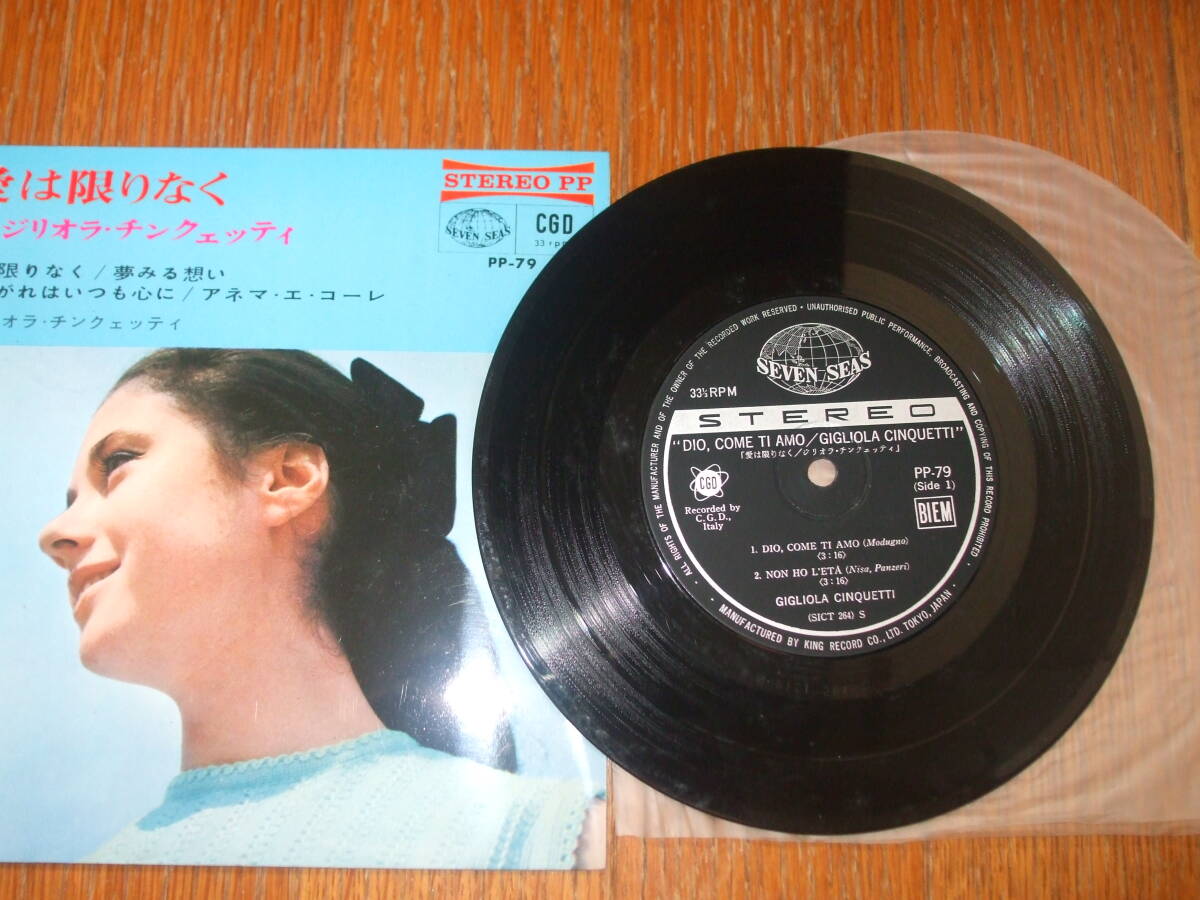 愛は限りなく
ジリオラ・チンクェッティ
限りなく/夢みる想い
がれはいつも心に/アネマ・エ・コーレ
オラ・チンクェッティ
STEREO PP
SEVEN SEAS
CGD
33 rp
PP-79
ALL RIGHTS OF THE MANUFACTURER AND OF THE OWNER OF THE RECORDED WORK RESERVED · UNAUTHORISED PUBLIC PERFORMANCE, BROADCASTING AND COPYING OF THIS RECORD PROHIBITED ·
SEVEN SEAS
33⅓RPM
STEREO
"DIO, COME TI AMO/GIGLIOLA CINQUETTI"
『愛は限りなく/ジリオラ・チンクェッティ』
CGD
PP-79
(Side 1)
Recorded by
C.G.D.,
Italy
BIEM
1. DIO, COME TI AMO (Modugno)
(3:16)
2. NON HO L'ETÀ (Nisa, Panzeri)
(3:16)
GIGLIOLA CINQUETTI
(SICT 264) S
· MANUFACTURED BY KING RECORD CO., LTD. TOKYO, JAPAN ·